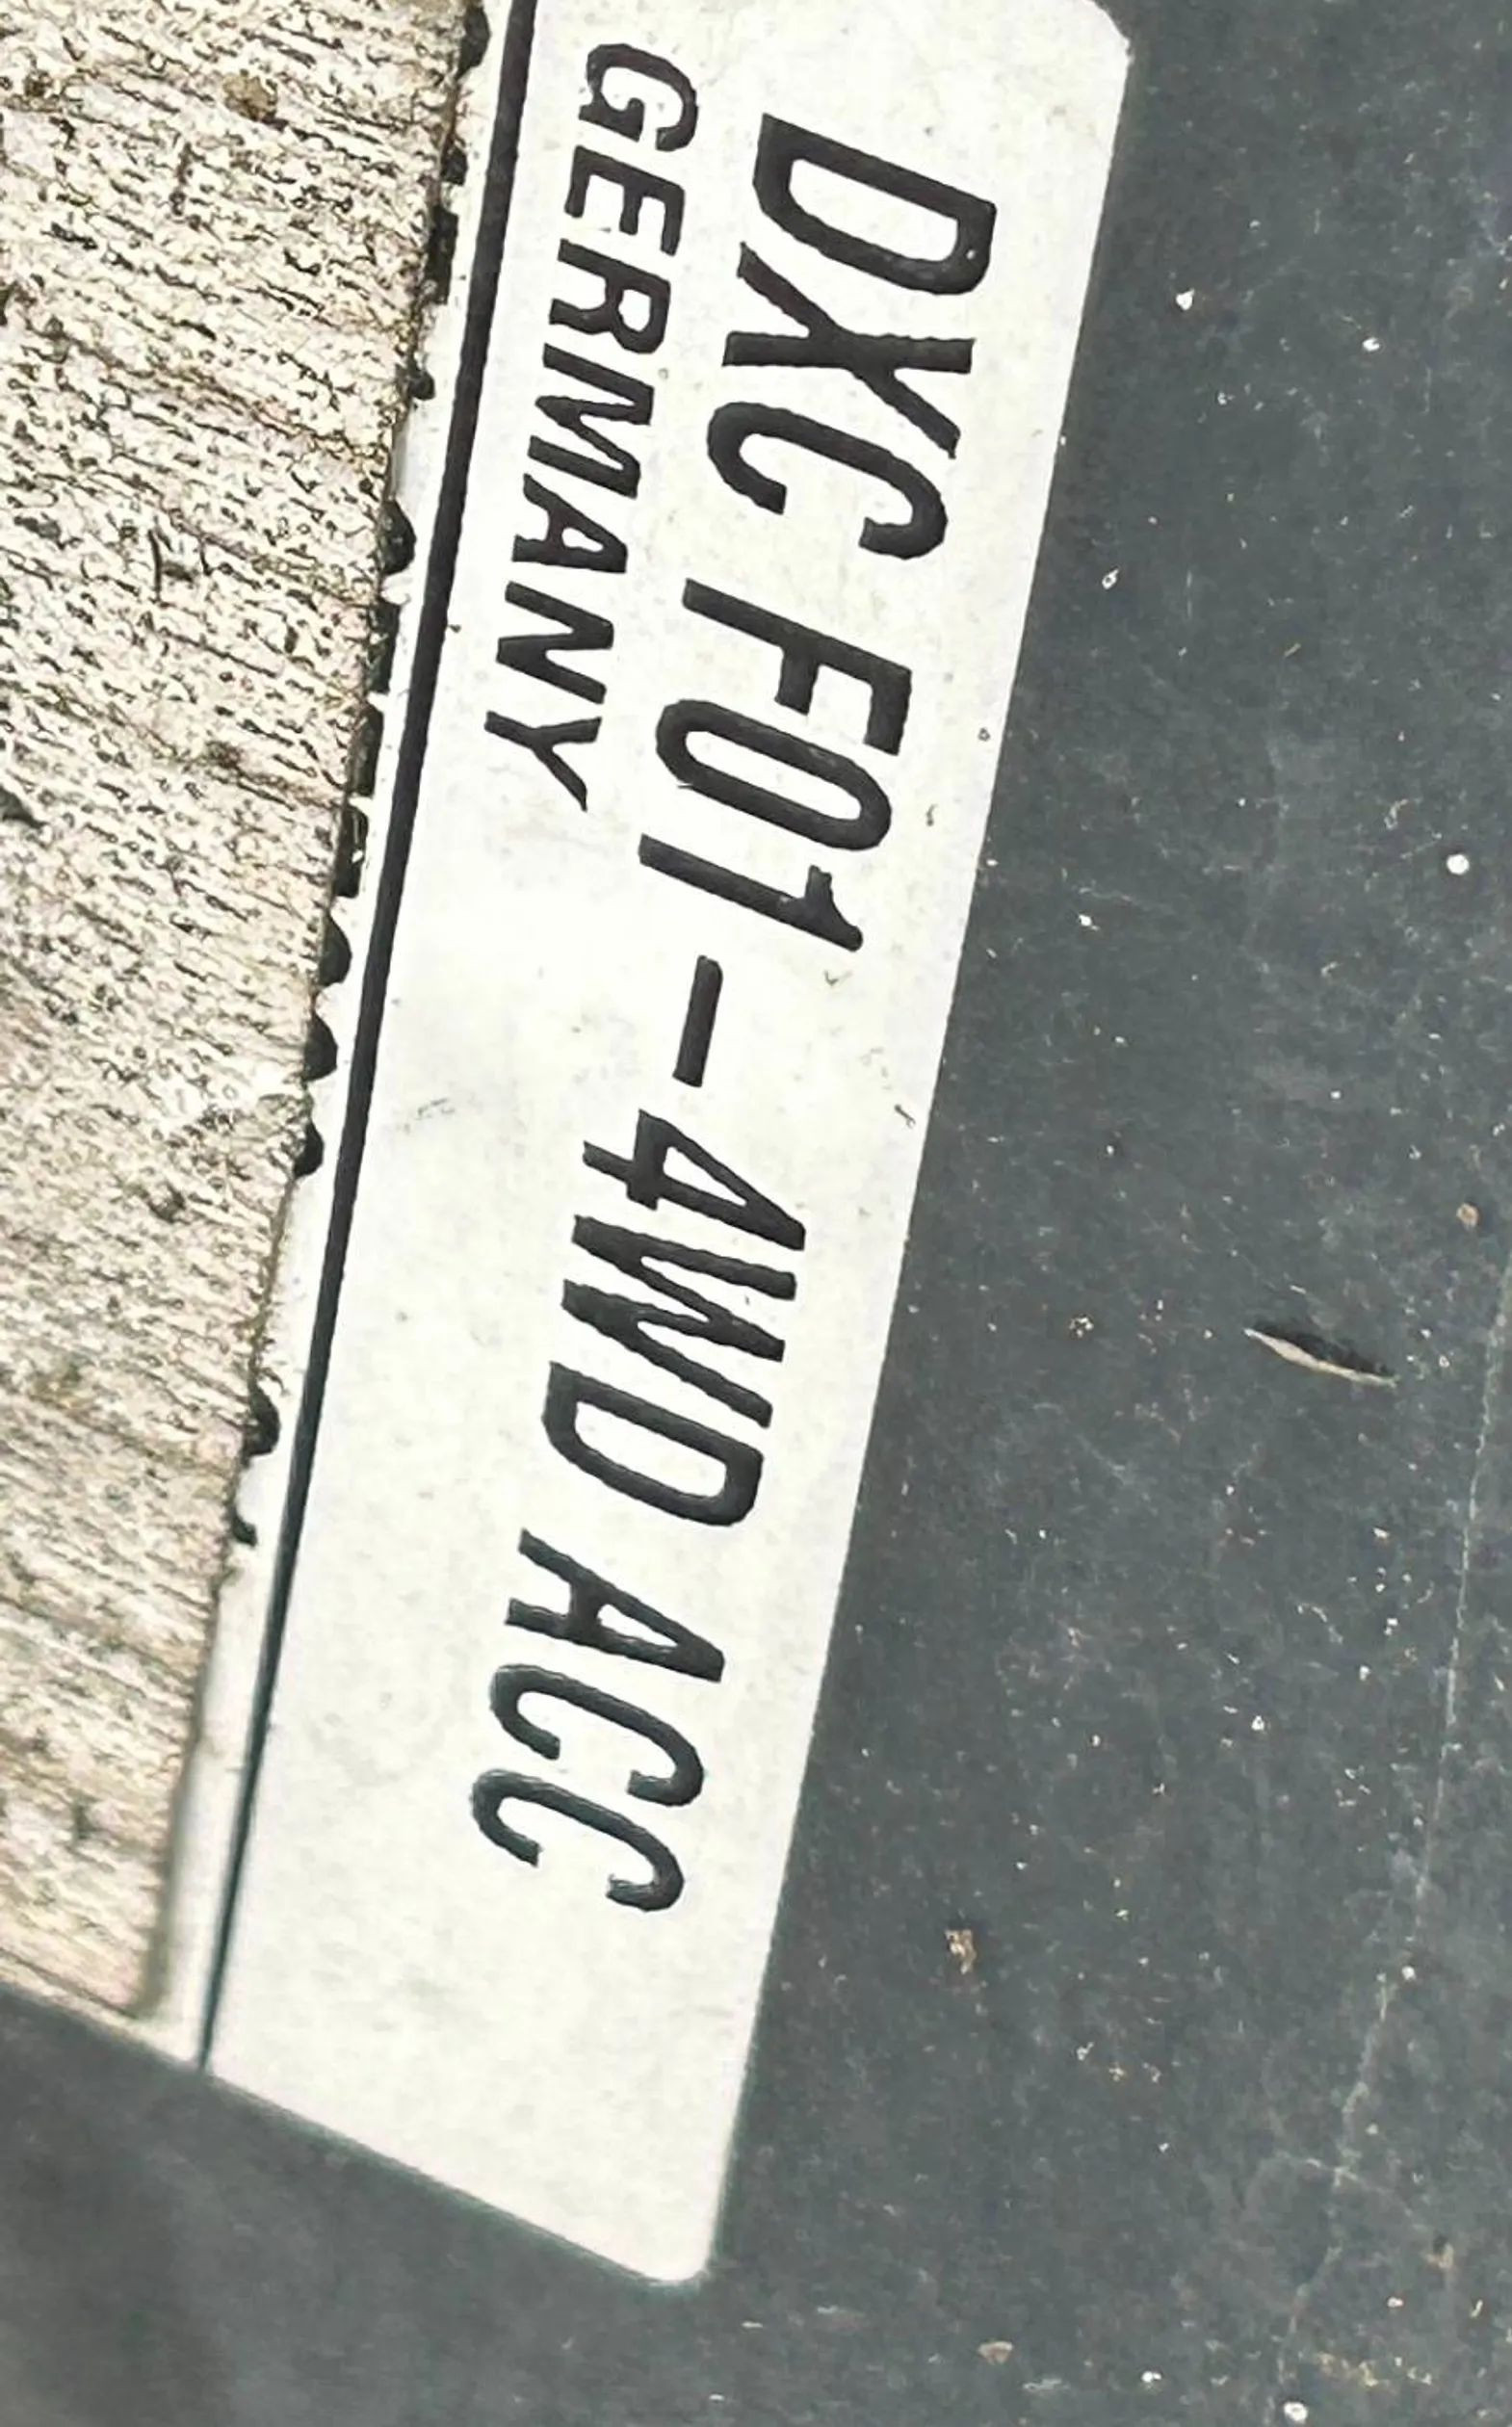 DXC F01 – 4WD ACC
GERMANY